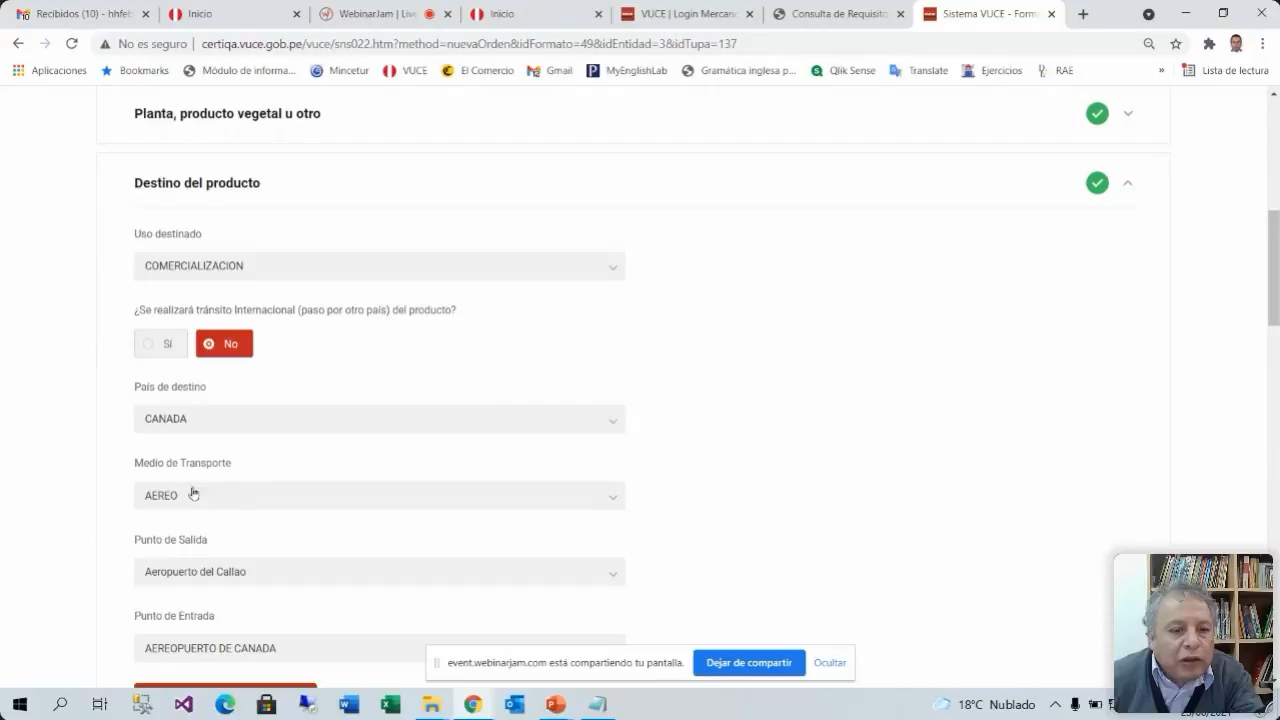 Recibidos (10) - hhfeb
Inicio
WebinarJam | Live
Inicio
VUCE | Login Mercanc
Consulta de Requisito
Sistema VUCE - Form
No es seguro | certiqa.vuce.gob.pe/vuce/sns022.htm?method=nuevaOrden&idFormato=49&idEntidad=3&idTupa=137
Aplicaciones
Bookmarks
Módulo de informa...
Mincetur
VUCE
El Comercio
Gmail
MyEnglishLab
Gramática inglesa p...
Qlik Sense
Translate
Ejercicios
RAE
»
Lista de lectura
Planta, producto vegetal u otro
Destino del producto
Uso destinado
COMERCIALIZACION
¿Se realizará tránsito Internacional (paso por otro país) del producto?
Sí
No
País de destino
CANADA
Medio de Transporte
AEREO
Punto de Salida
Aeropuerto del Callao
Punto de Entrada
AEREOPUERTO DE CANADA
event.webinarjam.com está compartiendo tu pantalla.
Dejar de compartir
Ocultar
18°C Nublado